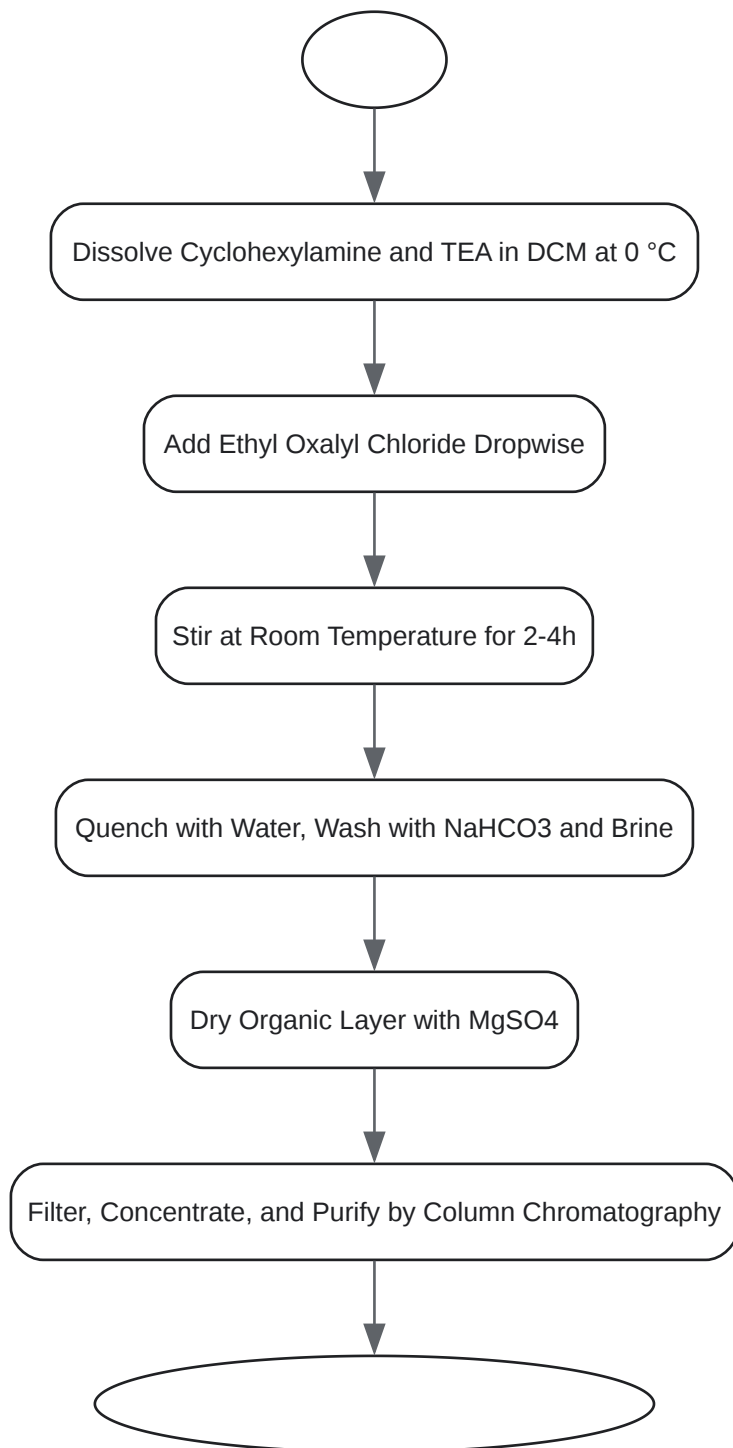 Dissolve Cyclohexylamine and TEA in DCM at 0 °C
Add Ethyl Oxalyl Chloride Dropwise
Stir at Room Temperature for 2-4h
Quench with Water, Wash with NaHCO3 and Brine
Dry Organic Layer with MgSO4
Filter, Concentrate, and Purify by Column Chromatography